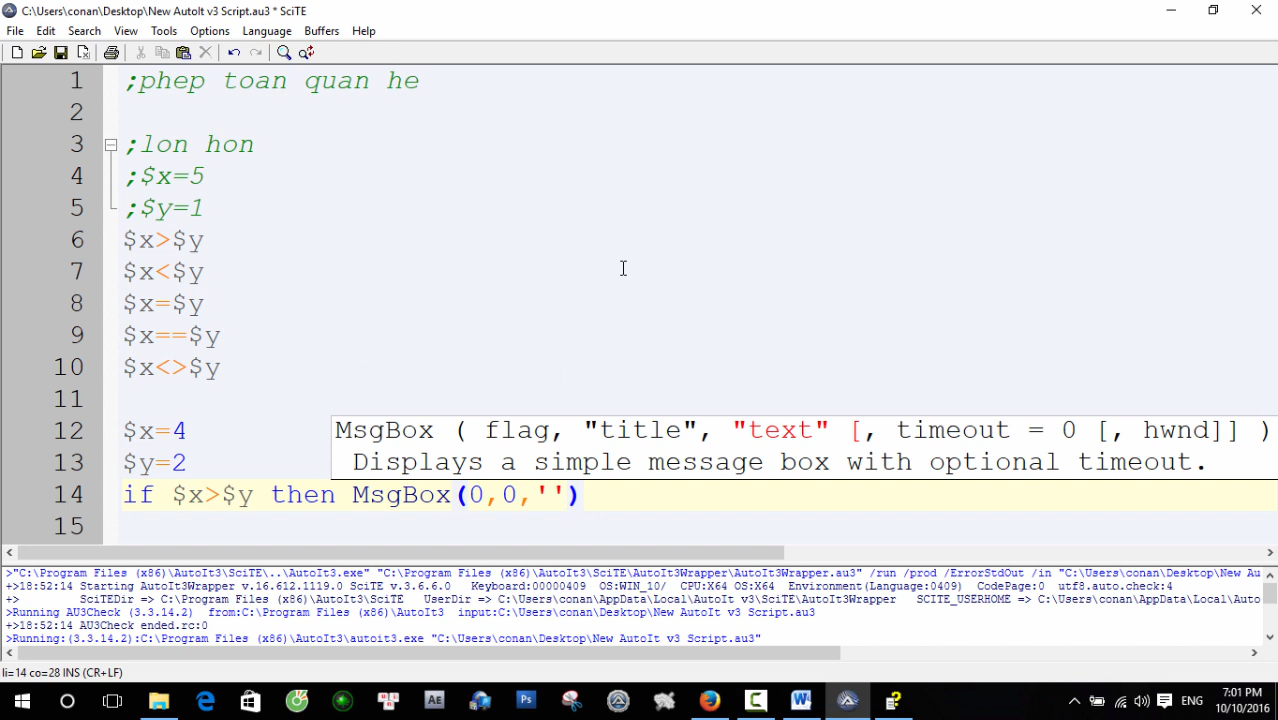 C:\Users\conan\Desktop\New AutoIt v3 Script.au3 * SciTE
File Edit Search View Tools Options Language Buffers Help
1 ;phep toan quan he
2
3 ;lon hon
4 ;$x=5
5 ;$y=1
6 $x>$y
7 $x<$y
8 $x=$y
9 $x==$y
10 $x<>$y
11
12 $x=4
MsgBox ( flag, "title", "text" [, timeout = 0 [, hwnd]] )
13 $y=2
Displays a simple message box with optional timeout.
14 if $x>$y then MsgBox(0,0,'')
15
>"C:\Program Files (x86)\AutoIt3\SciTE\..\AutoIt3.exe" "C:\Program Files (x86)\AutoIt3\SciTE\AutoIt3Wrapper\AutoIt3Wrapper.au3" /run /prod /ErrorStdOut /in "C:\Users\conan\Desktop\New Au
+>18:52:14 Starting AutoIt3Wrapper v.16.612.1119.0 SciTE v.3.6.6.0 Keyboard:00000409 OS:WIN_10/ CPU:X64 OS:X64 Environment(Language:0409) CodePage:0 utf8.auto.check:4
+> SciTEDir => C:\Program Files (x86)\AutoIt3\SciTE UserDir => C:\Users\conan\AppData\Local\AutoIt v3\SciTE\AutoIt3Wrapper SCITE_USERHOME => C:\Users\conan\AppData\Local\Auto
>Running AU3Check (3.3.14.2) from:C:\Program Files (x86)\AutoIt3 input:C:\Users\conan\Desktop\New AutoIt v3 Script.au3
+>18:52:14 AU3Check ended.rc:0
>Running:(3.3.14.2):C:\Program Files (x86)\AutoIt3\autoit3.exe "C:\Users\conan\Desktop\New AutoIt v3 Script.au3"
li=14 co=28 INS (CR+LF)
AE Ps C W ENG 7:01 PM
10/10/2016